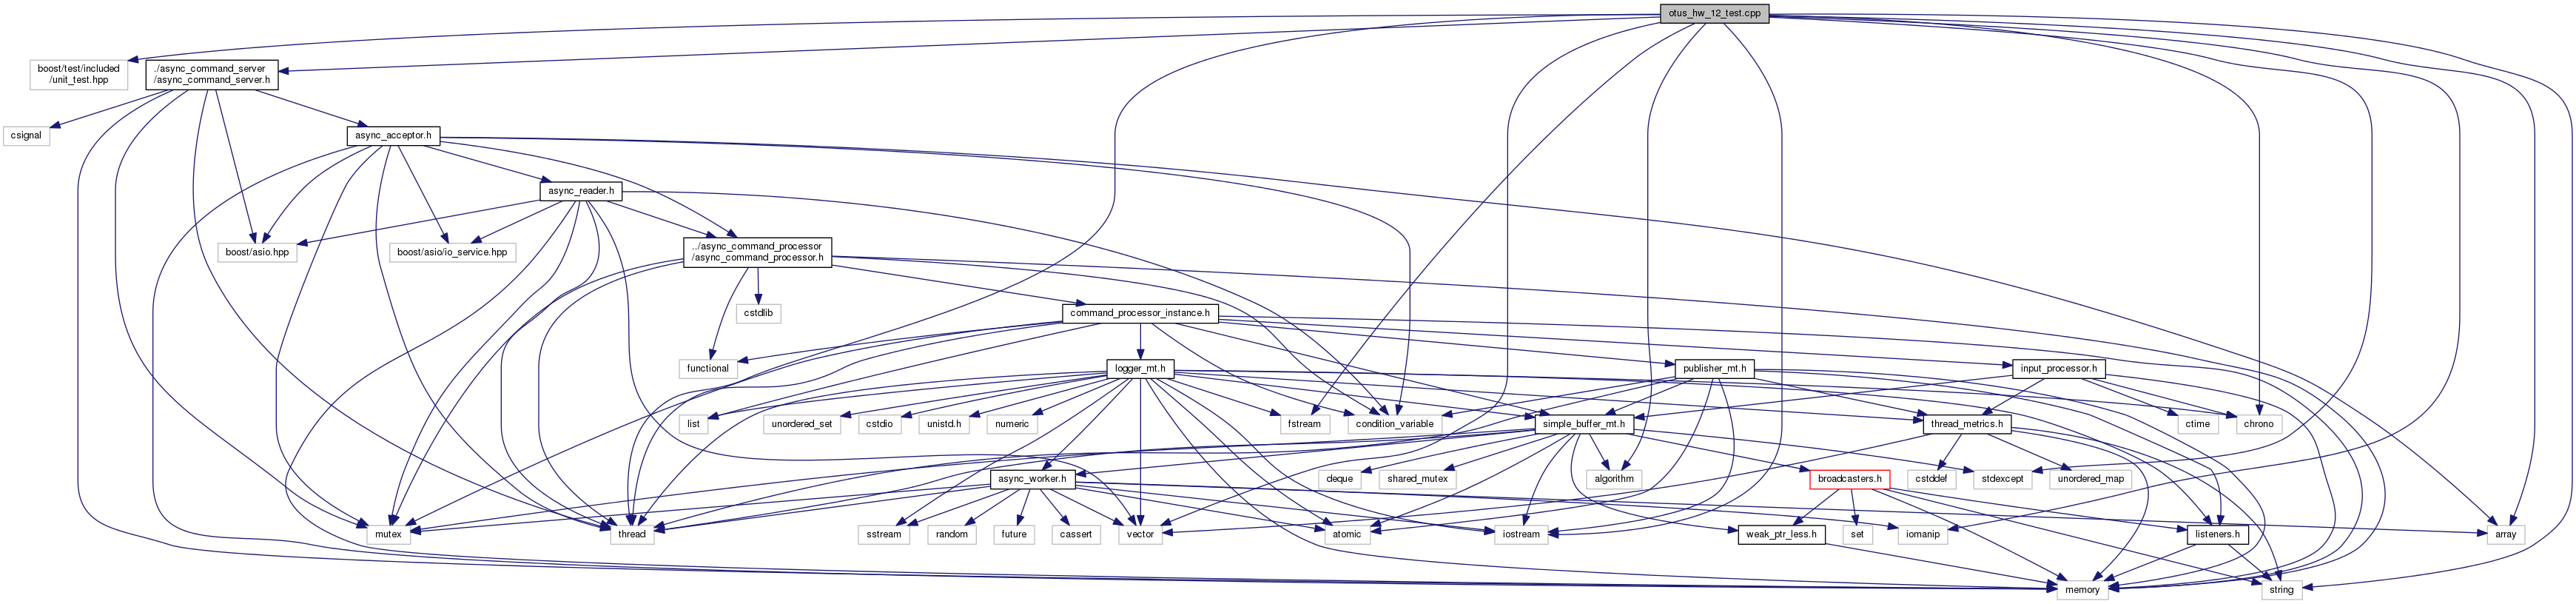 otus_hw_12_test.cpp
boost/test/included
/unit_test.hpp
./async_command_server
/async_command_server.h
csignal
async_acceptor.h
async_reader.h
boost/asio.hpp
boost/asio/io_service.hpp
../async_command_processor
/async_command_processor.h
cstdlib
command_processor_instance.h
functional
logger_mt.h
publisher_mt.h
input_processor.h
list
unordered_set
cstdio
unistd.h
numeric
fstream
condition_variable
simple_buffer_mt.h
thread_metrics.h
ctime
chrono
async_worker.h
deque
shared_mutex
algorithm
broadcasters.h
cstddef
stdexcept
unordered_map
mutex
thread
sstream
random
future
cassert
vector
atomic
iostream
weak_ptr_less.h
set
iomanip
listeners.h
array
memory
string